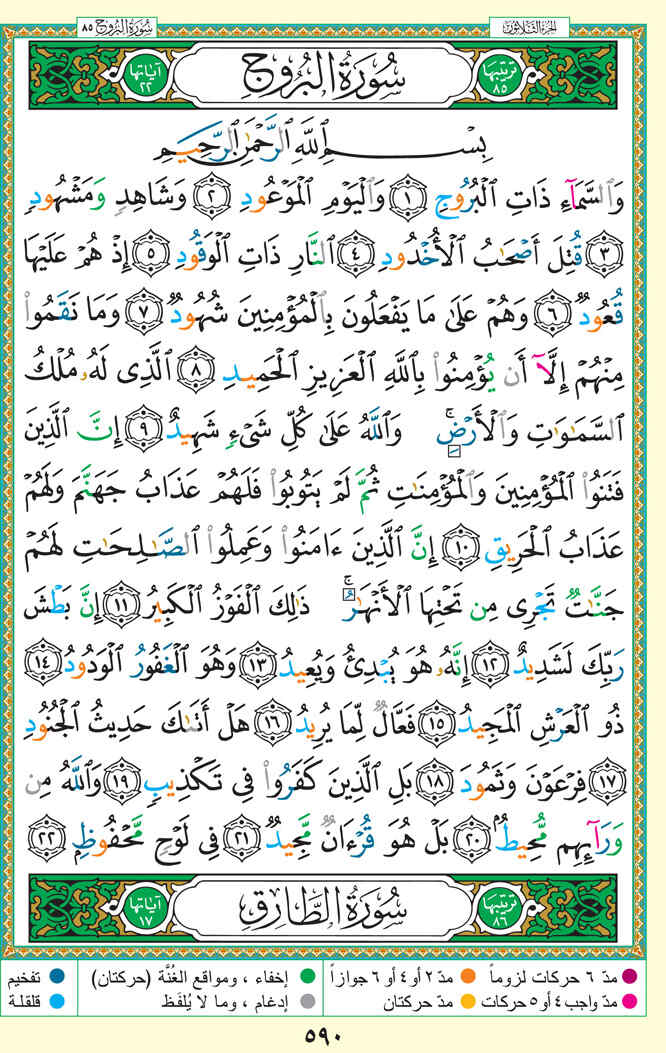 الجزء الثلاثون
سورة البروج ٨٥
ترتيبها ٨٥ سُورَةُ البُرُوجِ آياتها ٢٢
بِسْمِ ٱللَّهِ ٱلرَّحْمَٰنِ ٱلرَّحِيمِ
وَٱلسَّمَآءِ ذَاتِ ٱلْبُرُوجِ ١ وَٱلْيَوْمِ ٱلْمَوْعُودِ ٢ وَشَاهِدٍ وَمَشْهُودٍ
٣ قُتِلَ أَصْحَٰبُ ٱلْأُخْدُودِ ٤ ٱلنَّارِ ذَاتِ ٱلْوَقُودِ ٥ إِذْ هُمْ عَلَيْهَا
قُعُودٌ ٦ وَهُمْ عَلَىٰ مَا يَفْعَلُونَ بِٱلْمُؤْمِنِينَ شُهُودٌ ٧ وَمَا نَقَمُوا۟
مِنْهُمْ إِلَّآ أَن يُؤْمِنُوا۟ بِٱللَّهِ ٱلْعَزِيزِ ٱلْحَمِيدِ ٨ ٱلَّذِى لَهُۥ مُلْكُ
ٱلسَّمَٰوَٰتِ وَٱلْأَرْضِ ۚ وَٱللَّهُ عَلَىٰ كُلِّ شَىْءٍ شَهِيدٌ ٩ إِنَّ ٱلَّذِينَ
فَتَنُوا۟ ٱلْمُؤْمِنِينَ وَٱلْمُؤْمِنَٰتِ ثُمَّ لَمْ يَتُوبُوا۟ فَلَهُمْ عَذَابُ جَهَنَّمَ وَلَهُمْ
عَذَابُ ٱلْحَرِيقِ ١٠ إِنَّ ٱلَّذِينَ ءَامَنُوا۟ وَعَمِلُوا۟ ٱلصَّٰلِحَٰتِ لَهُمْ
جَنَّٰتٌ تَجْرِى مِن تَحْتِهَا ٱلْأَنْهَٰرُ ۚ ذَٰلِكَ ٱلْفَوْزُ ٱلْكَبِيرُ ١١ إِنَّ بَطْشَ
رَبِّكَ لَشَدِيدٌ ١٢ إِنَّهُۥ هُوَ يُبْدِئُ وَيُعِيدُ ١٣ وَهُوَ ٱلْغَفُورُ ٱلْوَدُودُ ١٤
ذُو ٱلْعَرْشِ ٱلْمَجِيدُ ١٥ فَعَّالٌ لِّمَا يُرِيدُ ١٦ هَلْ أَتَىٰكَ حَدِيثُ ٱلْجُنُودِ
١٧ فِرْعَوْنَ وَثَمُودَ ١٨ بَلِ ٱلَّذِينَ كَفَرُوا۟ فِى تَكْذِيبٍ ١٩ وَٱللَّهُ مِن
وَرَآئِهِم مُّحِيطٌۢ ٢٠ بَلْ هُوَ قُرْءَانٌ مَّجِيدٌ ٢١ فِى لَوْحٍ مَّحْفُوظٍۭ ٢٢
ترتيبها ٨٦ سُورَةُ الطَّارِقِ آياتها ١٧
مدّ ٦ حركات لزوماً مدّ ٢ أو ٤ أو ٦ جوازاً إخفاء ، ومواقع الغُنَّة (حركتان) تفخيم
مدّ واجب ٤ أو ٥ حركات مدّ حركتان إدغام ، وما لا يُلفَظ قلقلة
٥٩٠